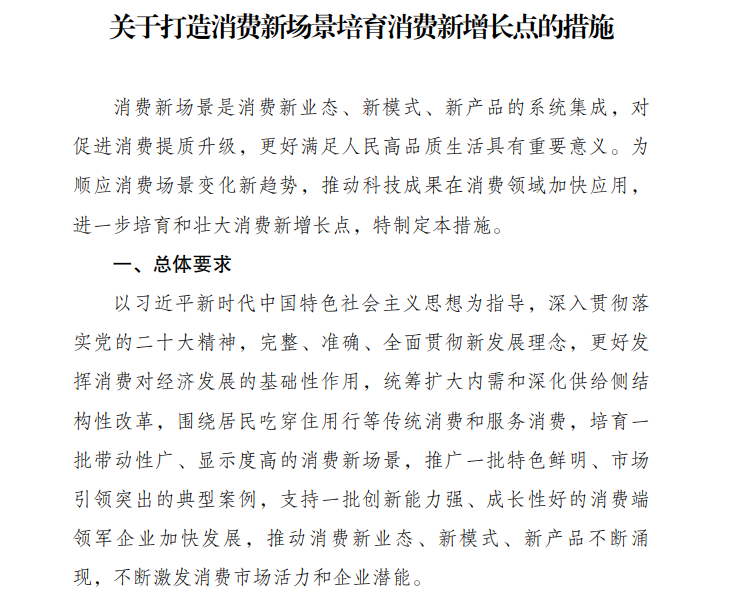 关于打造消费新场景培育消费新增长点的措施
消费新场景是消费新业态、新模式、新产品的系统集成，对
促进消费提质升级，更好满足人民高品质生活具有重要意义。为
顺应消费场景变化新趋势，推动科技成果在消费领域加快应用，
进一步培育和壮大消费新增长点，特制定本措施。
一、总体要求
以习近平新时代中国特色社会主义思想为指导，深入贯彻落
实党的二十大精神，完整、准确、全面贯彻新发展理念，更好发
挥消费对经济发展的基础性作用，统筹扩大内需和深化供给侧结
构性改革，围绕居民吃穿住用行等传统消费和服务消费，培育一
批带动性广、显示度高的消费新场景，推广一批特色鲜明、市场
引领突出的典型案例，支持一批创新能力强、成长性好的消费端
领军企业加快发展，推动消费新业态、新模式、新产品不断涌
现，不断激发消费市场活力和企业潜能。